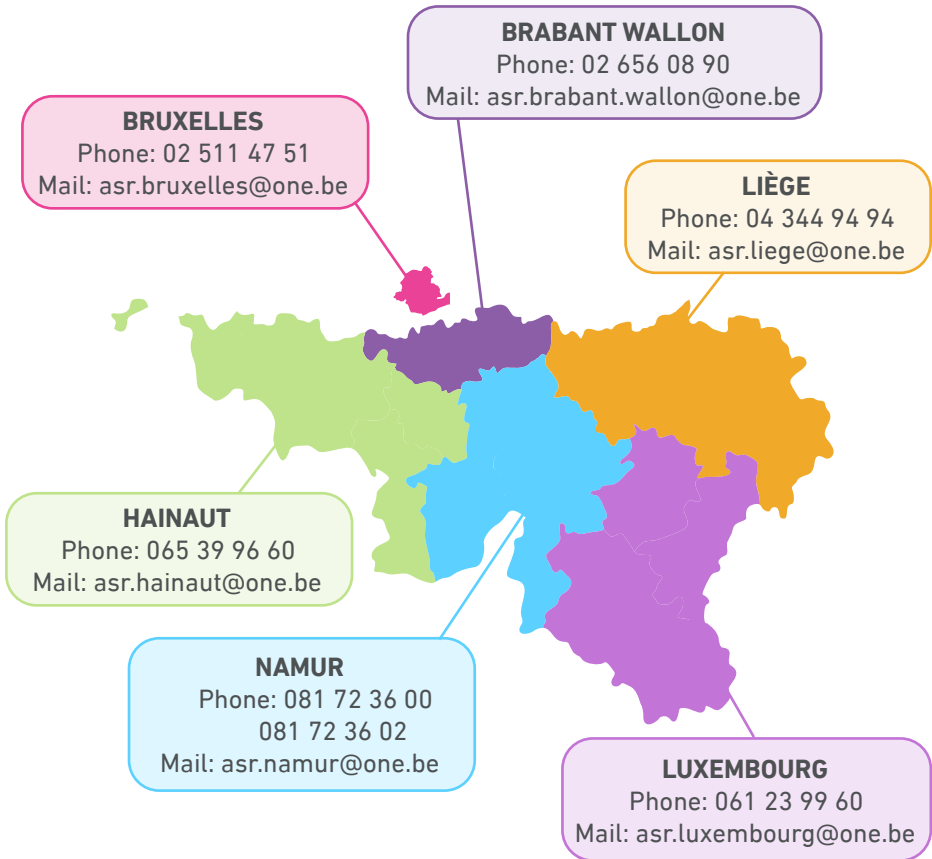 BRABANT WALLON
Phone: 02 656 08 90
Mail: asr.brabant.wallon@one.be
BRUXELLES
Phone: 02 511 47 51
Mail: asr.bruxelles@one.be
LIÈGE
Phone: 04 344 94 94
Mail: asr.liege@one.be
HAINAUT
Phone: 065 39 96 60
Mail: asr.hainaut@one.be
NAMUR
Phone: 081 72 36 00
081 72 36 02
Mail: asr.namur@one.be
LUXEMBOURG
Phone: 061 23 99 60
Mail: asr.luxembourg@one.be